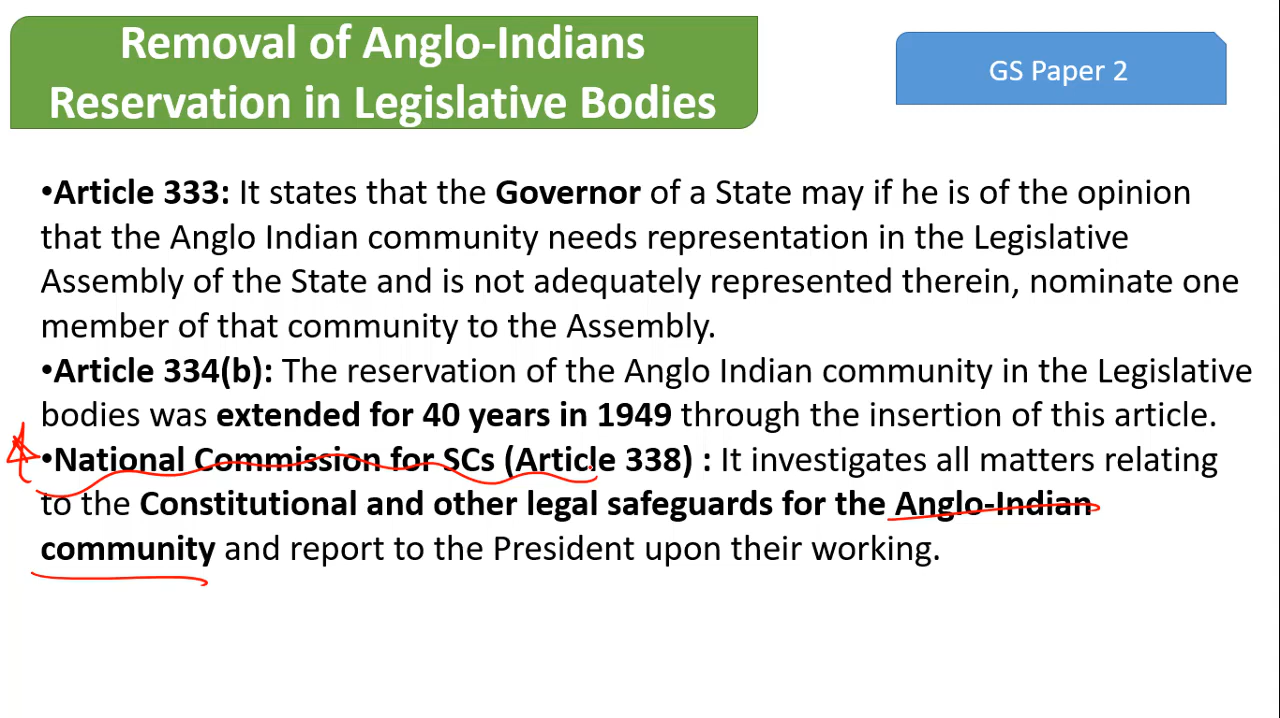 Removal of Anglo-Indians
Reservation in Legislative Bodies
GS Paper 2
•Article 333: It states that the Governor of a State may if he is of the opinion
that the Anglo Indian community needs representation in the Legislative
Assembly of the State and is not adequately represented therein, nominate one
member of that community to the Assembly.
•Article 334(b): The reservation of the Anglo Indian community in the Legislative
bodies was extended for 40 years in 1949 through the insertion of this article.
•National Commission for SCs (Article 338) : It investigates all matters relating
to the Constitutional and other legal safeguards for the Anglo-Indian
community and report to the President upon their working.